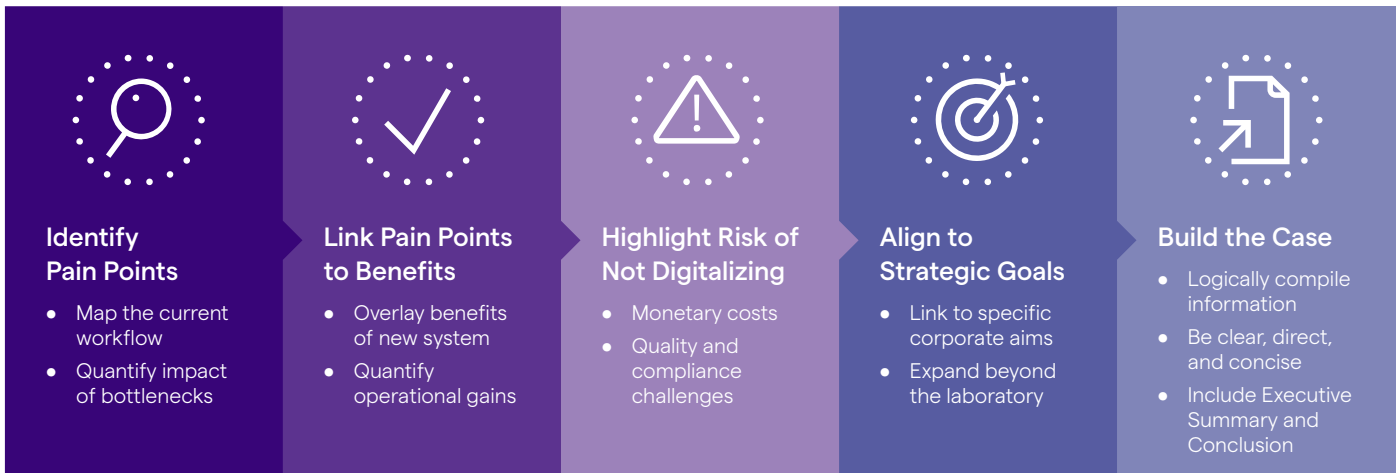 Identify
Pain Points
• Map the current
workflow
• Quantify impact
of bottlenecks
Link Pain Points
to Benefits
• Overlay benefits
of new system
• Quantify
operational gains
Highlight Risk of
Not Digitalizing
• Monetary costs
• Quality and
compliance
challenges
Align to
Strategic Goals
• Link to specific
corporate aims
• Expand beyond
the laboratory
Build the Case
• Logically compile
information
• Be clear, direct,
and concise
• Include Executive
Summary and
Conclusion